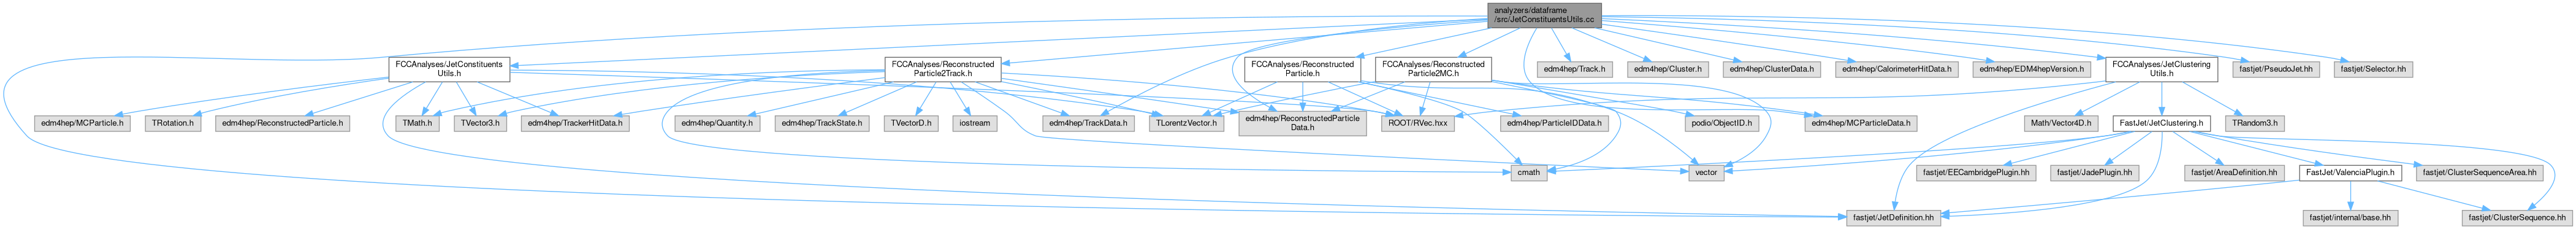 analyzers/dataframe
/src/JetConstituentsUtils.cc
FCCAnalyses/JetConstituents
Utils.h
FCCAnalyses/Reconstructed
Particle2Track.h
FCCAnalyses/Reconstructed
Particle.h
FCCAnalyses/Reconstructed
Particle2MC.h
edm4hep/Track.h
edm4hep/Cluster.h
edm4hep/ClusterData.h
edm4hep/CalorimeterHitData.h
edm4hep/EDM4hepVersion.h
FCCAnalyses/JetClustering
Utils.h
fastjet/PseudoJet.hh
fastjet/Selector.hh
edm4hep/MCParticle.h
TRotation.h
edm4hep/ReconstructedParticle.h
TMath.h
TVector3.h
edm4hep/TrackerHitData.h
edm4hep/Quantity.h
edm4hep/TrackState.h
TVectorD.h
iostream
edm4hep/TrackData.h
TLorentzVector.h
edm4hep/ReconstructedParticle
Data.h
ROOT/RVec.hxx
edm4hep/ParticleIDData.h
podio/ObjectID.h
edm4hep/MCParticleData.h
Math/Vector4D.h
FastJet/JetClustering.h
TRandom3.h
cmath
vector
fastjet/EECambridgePlugin.hh
fastjet/JadePlugin.hh
fastjet/AreaDefinition.hh
FastJet/ValenciaPlugin.h
fastjet/ClusterSequenceArea.hh
fastjet/JetDefinition.hh
fastjet/internal/base.hh
fastjet/ClusterSequence.hh